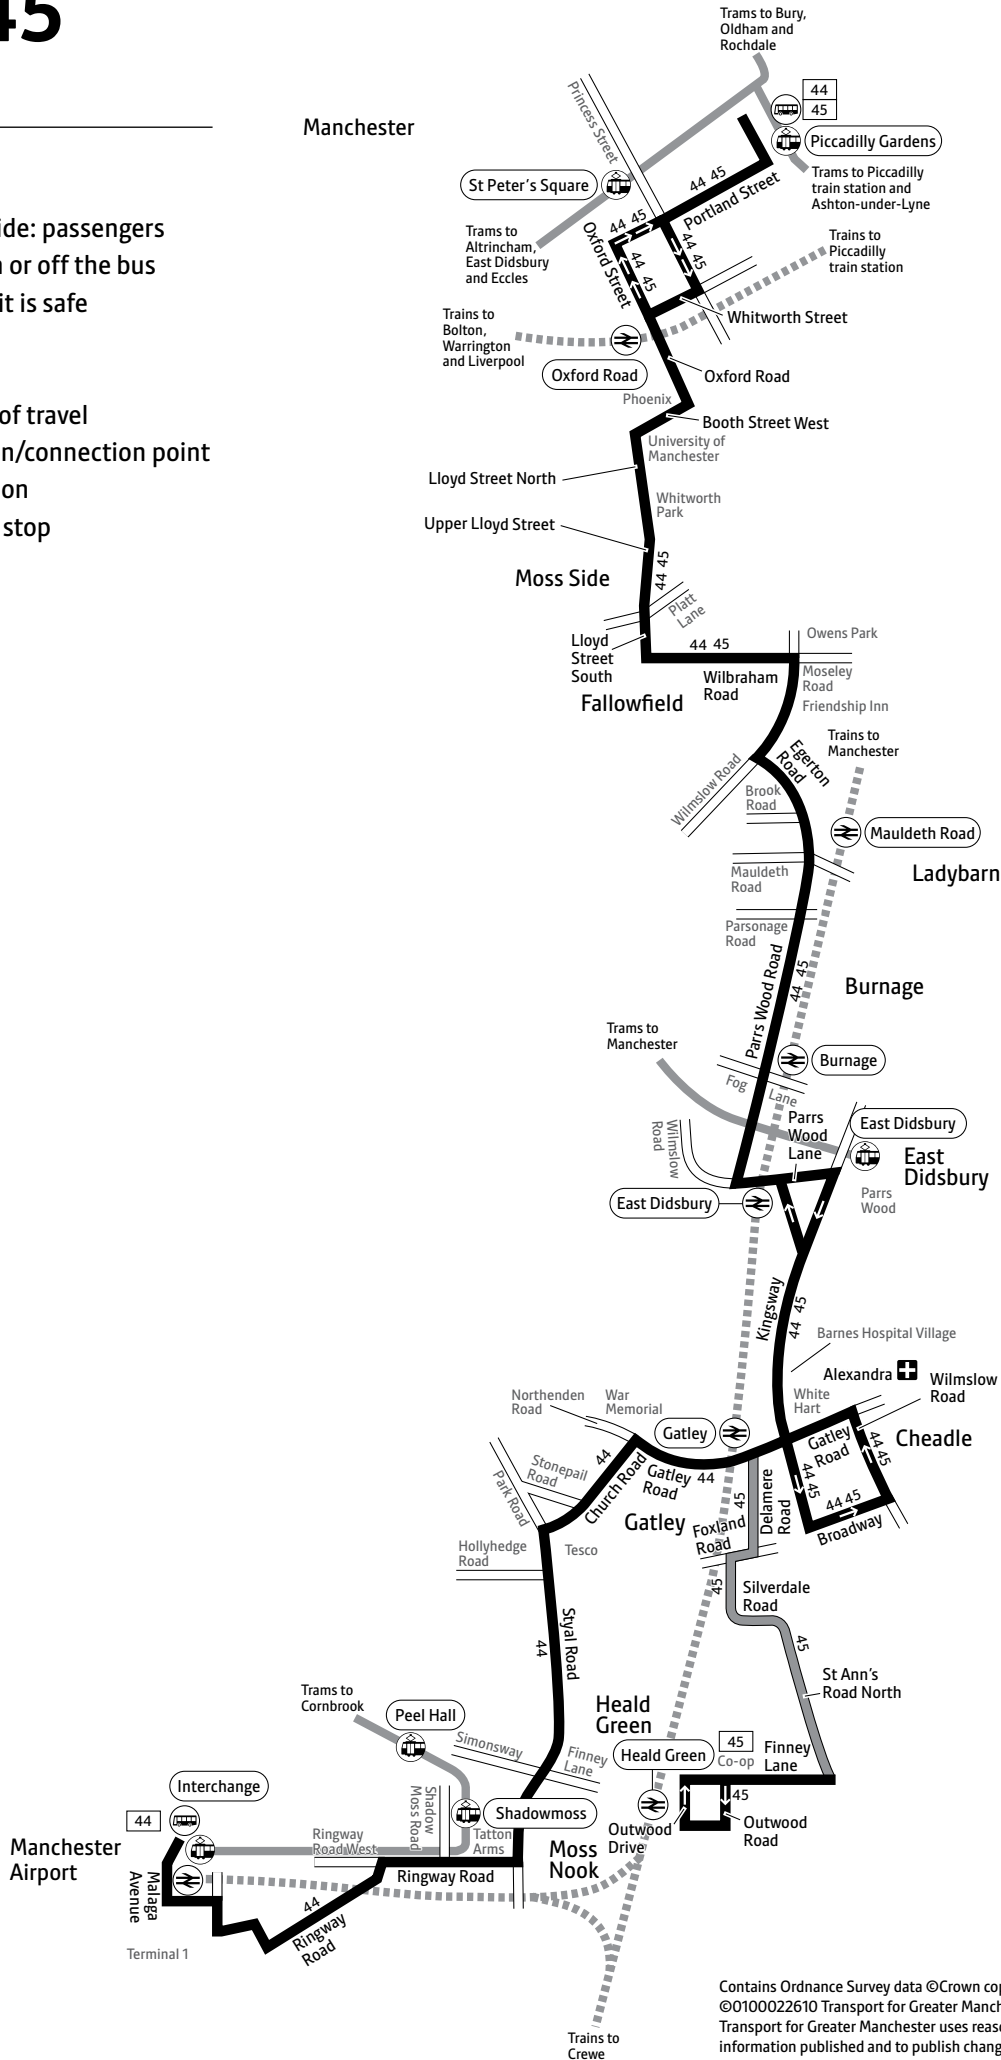 45
Trams to Bury,
Oldham and
Rochdale
44
45
Manchester
Princess Street
Piccadilly Gardens
St Peter's Square
44 45
Portland Street
Trams to Piccadilly
train station and
Ashton-under-Lyne
ide: passengers
or off the bus
it is safe
Trams to
Altrincham,
East Didsbury
and Eccles
44 45
Oxford Street
44 45
44 45
Trains to
Piccadilly
train station
Trains to
Bolton,
Warrington
and Liverpool
Whitworth Street
Oxford Road
Oxford Road
Phoenix
of travel
n/connection point
on
stop
Booth Street West
University of
Manchester
Lloyd Street North
Whitworth
Park
Upper Lloyd Street
44 45
Moss Side
Platt
Lane
Lloyd
Street
South
44 45
Owens Park
Wilbraham
Road
Moseley
Road
Fallowfield
Friendship Inn
Trains to
Manchester
Egerton
Road
Wilmslow Road
Brook
Road
Mauldeth Road
Mauldeth
Road
Ladybarn
Parsonage
Road
Parrs Wood Road
44 45
Burnage
Trams to
Manchester
Burnage
Fog
Lane
Parrs
Wood
Lane
East Didsbury
Wilmslow
Road
East
Didsbury
East Didsbury
Parrs
Wood
Kingsway
44 45
Barnes Hospital Village
Alexandra
Wilmslow
Road
Northenden
Road
War
Memorial
White
Hart
Gatley
Gatley
Road
44 45
Cheadle
44
Stonepail
Road
Park Road
Church Road
Gatley
Road
44
44 45
44 45
Broadway
45
Delamere
Road
Gatley
Foxland
Road
Hollyhedge
Road
Tesco
45
Silverdale
Road
Styal Road
44
45
St Ann's
Road North
Trams to
Cornbrook
Peel Hall
Heald
Green
Simonsway
Finney
Lane
Heald Green
45
Co-op
Finney
Lane
Interchange
44
Shadow
Moss Road
Shadowmoss
45
Outwood
Drive
Outwood
Road
Manchester
Airport
Ringway
Road West
Tatton
Arms
Moss
Nook
Ringway Road
Malaga
Avenue
44
Ringway
Road
Terminal 1
Contains Ordnance Survey data ©Crown cop
©0100022610 Transport for Greater Manch
Transport for Greater Manchester uses reas
information published and to publish chang
Trains to
Crewe